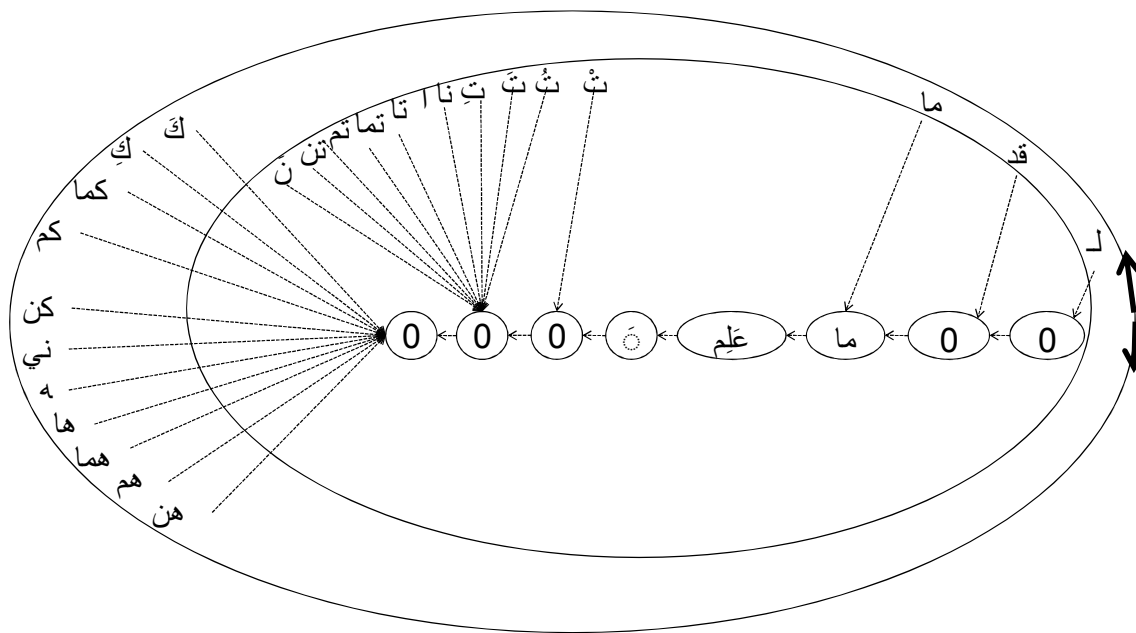 ما
قد
لـ
تْ
تُ
تَ
تِ
نا
ا
تا
تما
تم
تن
نَ
كَ
كِ
كما
كم
كن
ني
ه
ها
هما
هم
هن
0 0 ما عَلِم ◌َ 0 0 0